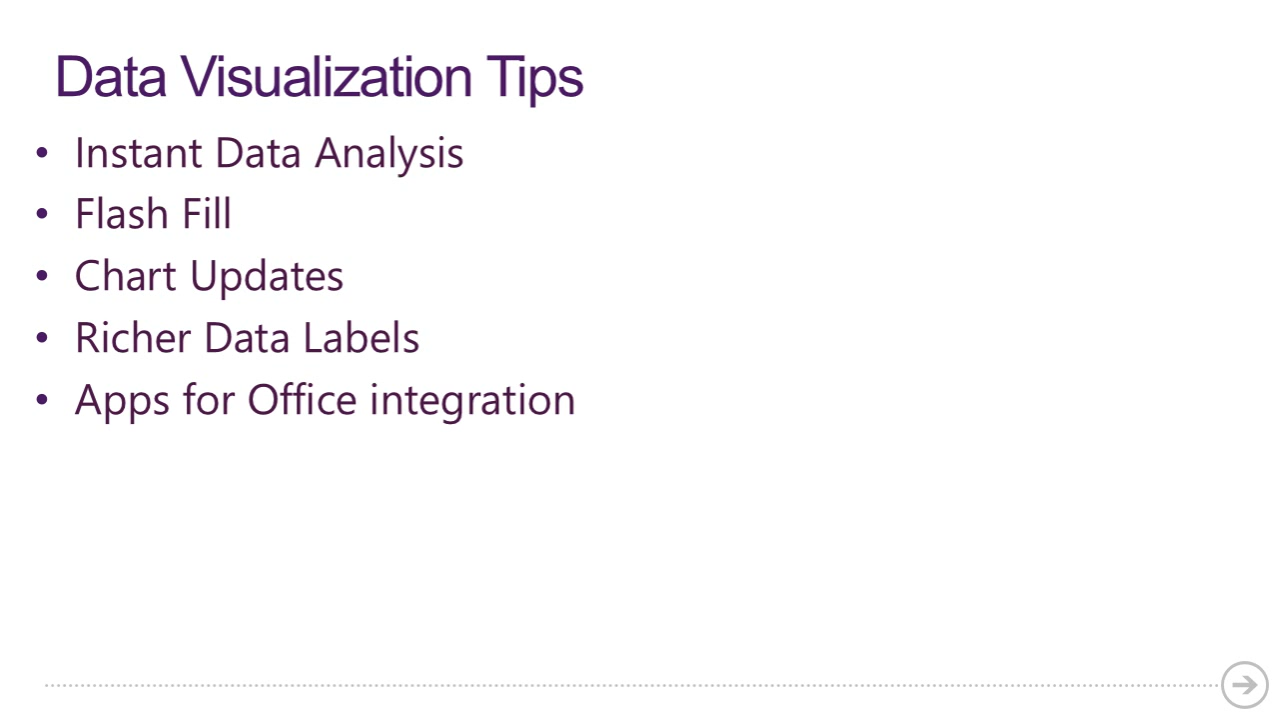 Data Visualization Tips
• Instant Data Analysis
• Flash Fill
• Chart Updates
• Richer Data Labels
• Apps for Office integration